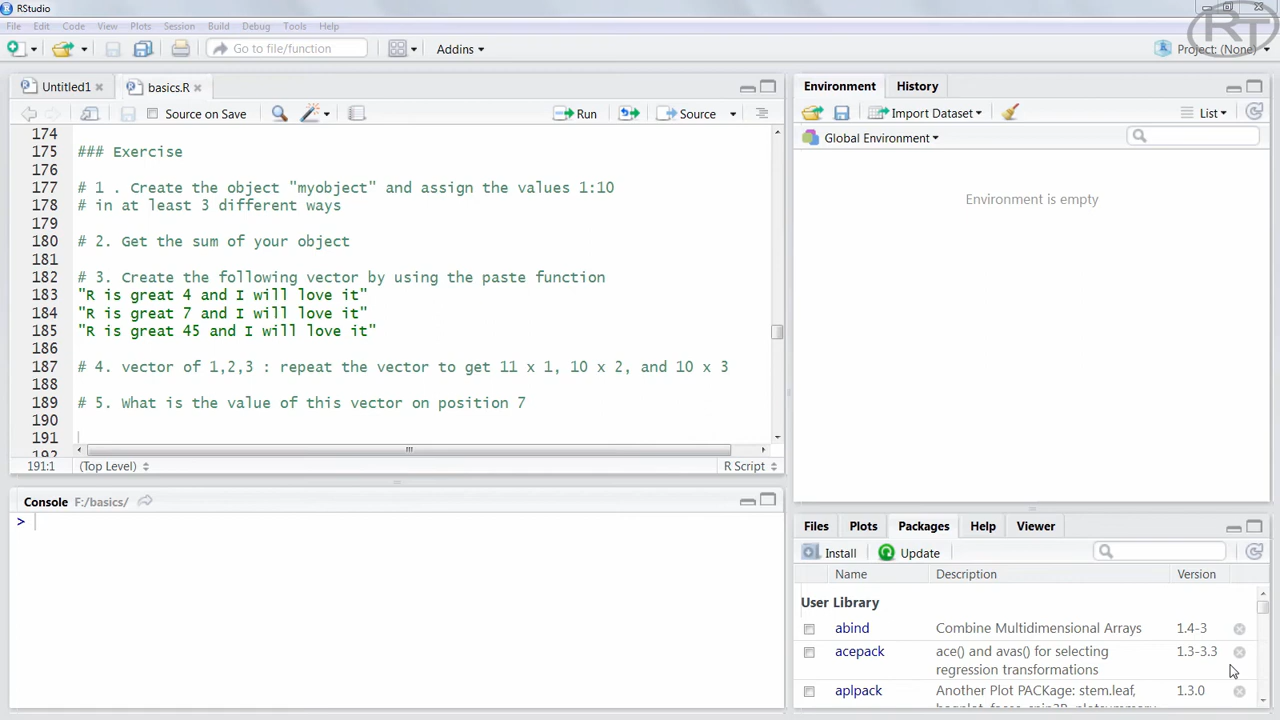 RStudio
File Edit Code View Plots Session Build Debug Tools Help
Go to file/function Addins Project: (None)
RT
Untitled1 basics.R
Source on Save Run Source
174
175 ### Exercise
176
177 # 1 . Create the object "myobject" and assign the values 1:10
178 # in at least 3 different ways
179
180 # 2. Get the sum of your object
181
182 # 3. Create the following vector by using the paste function
183 "R is great 4 and I will love it"
184 "R is great 7 and I will love it"
185 "R is great 45 and I will love it"
186
187 # 4. vector of 1,2,3 : repeat the vector to get 11 x 1, 10 x 2, and 10 x 3
188
189 # 5. What is the value of this vector on position 7
190
191
192
191:1 (Top Level) R Script
Console F:/basics/
>
Environment History
Import Dataset List
Global Environment
Environment is empty
Files Plots Packages Help Viewer
Install Update
Name Description Version
User Library
abind Combine Multidimensional Arrays 1.4-3
acepack ace() and avas() for selecting 1.3-3.3
regression transformations
aplpack Another Plot PACKage: stem.leaf, 1.3.0